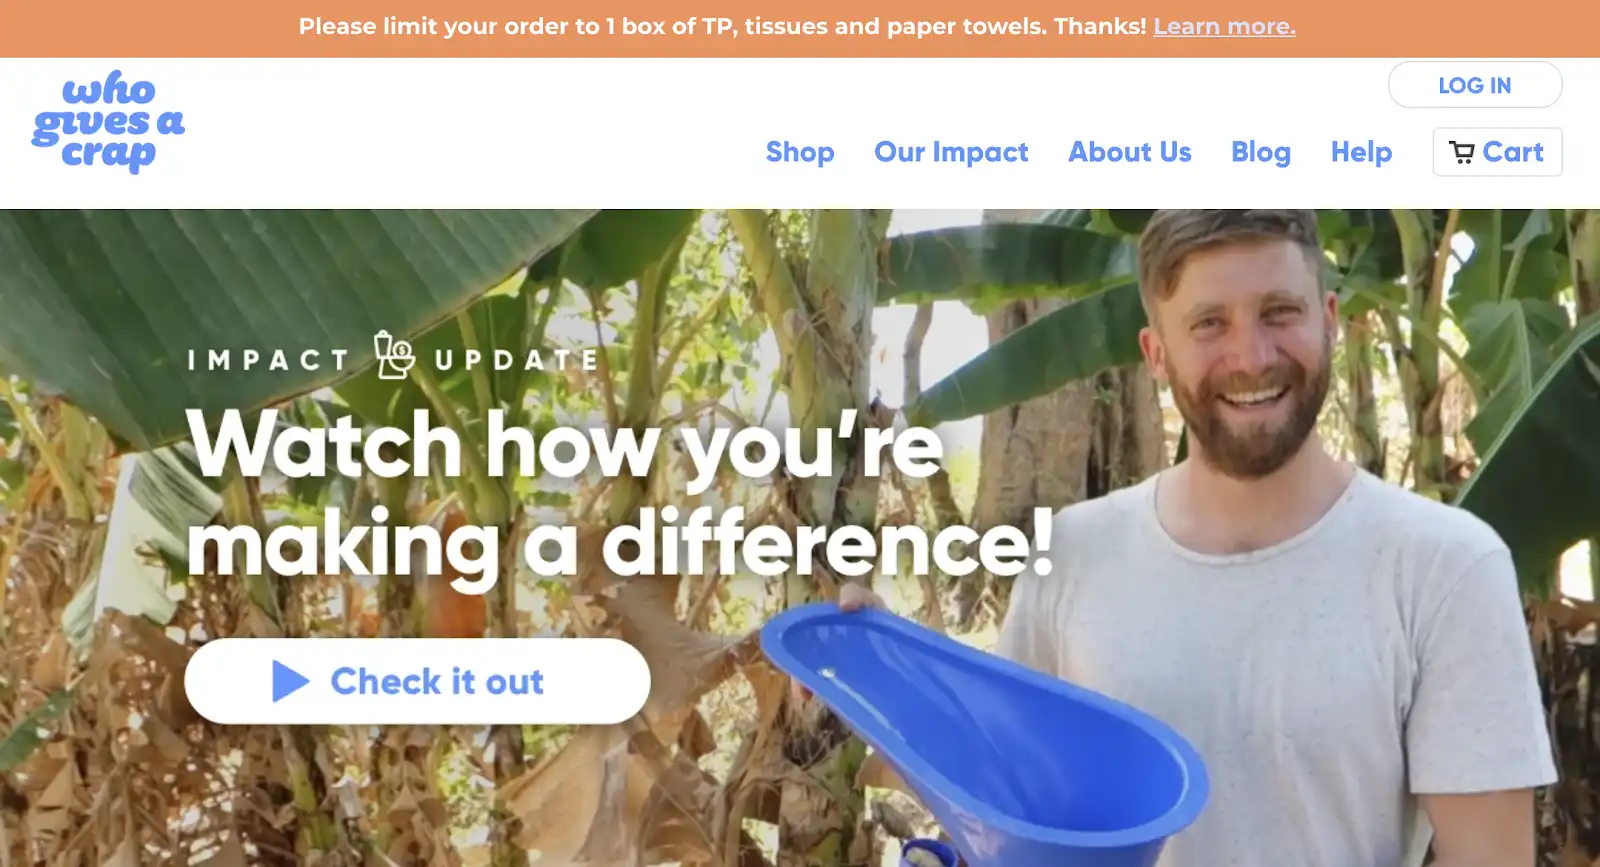 Please limit your order to 1 box of TP, tissues and paper towels. Thanks! Learn more.
who
gives a
crap
LOG IN
Shop Our Impact About Us Blog Help Cart
IMPACT UPDATE
Watch how you're
making a difference!
Check it out